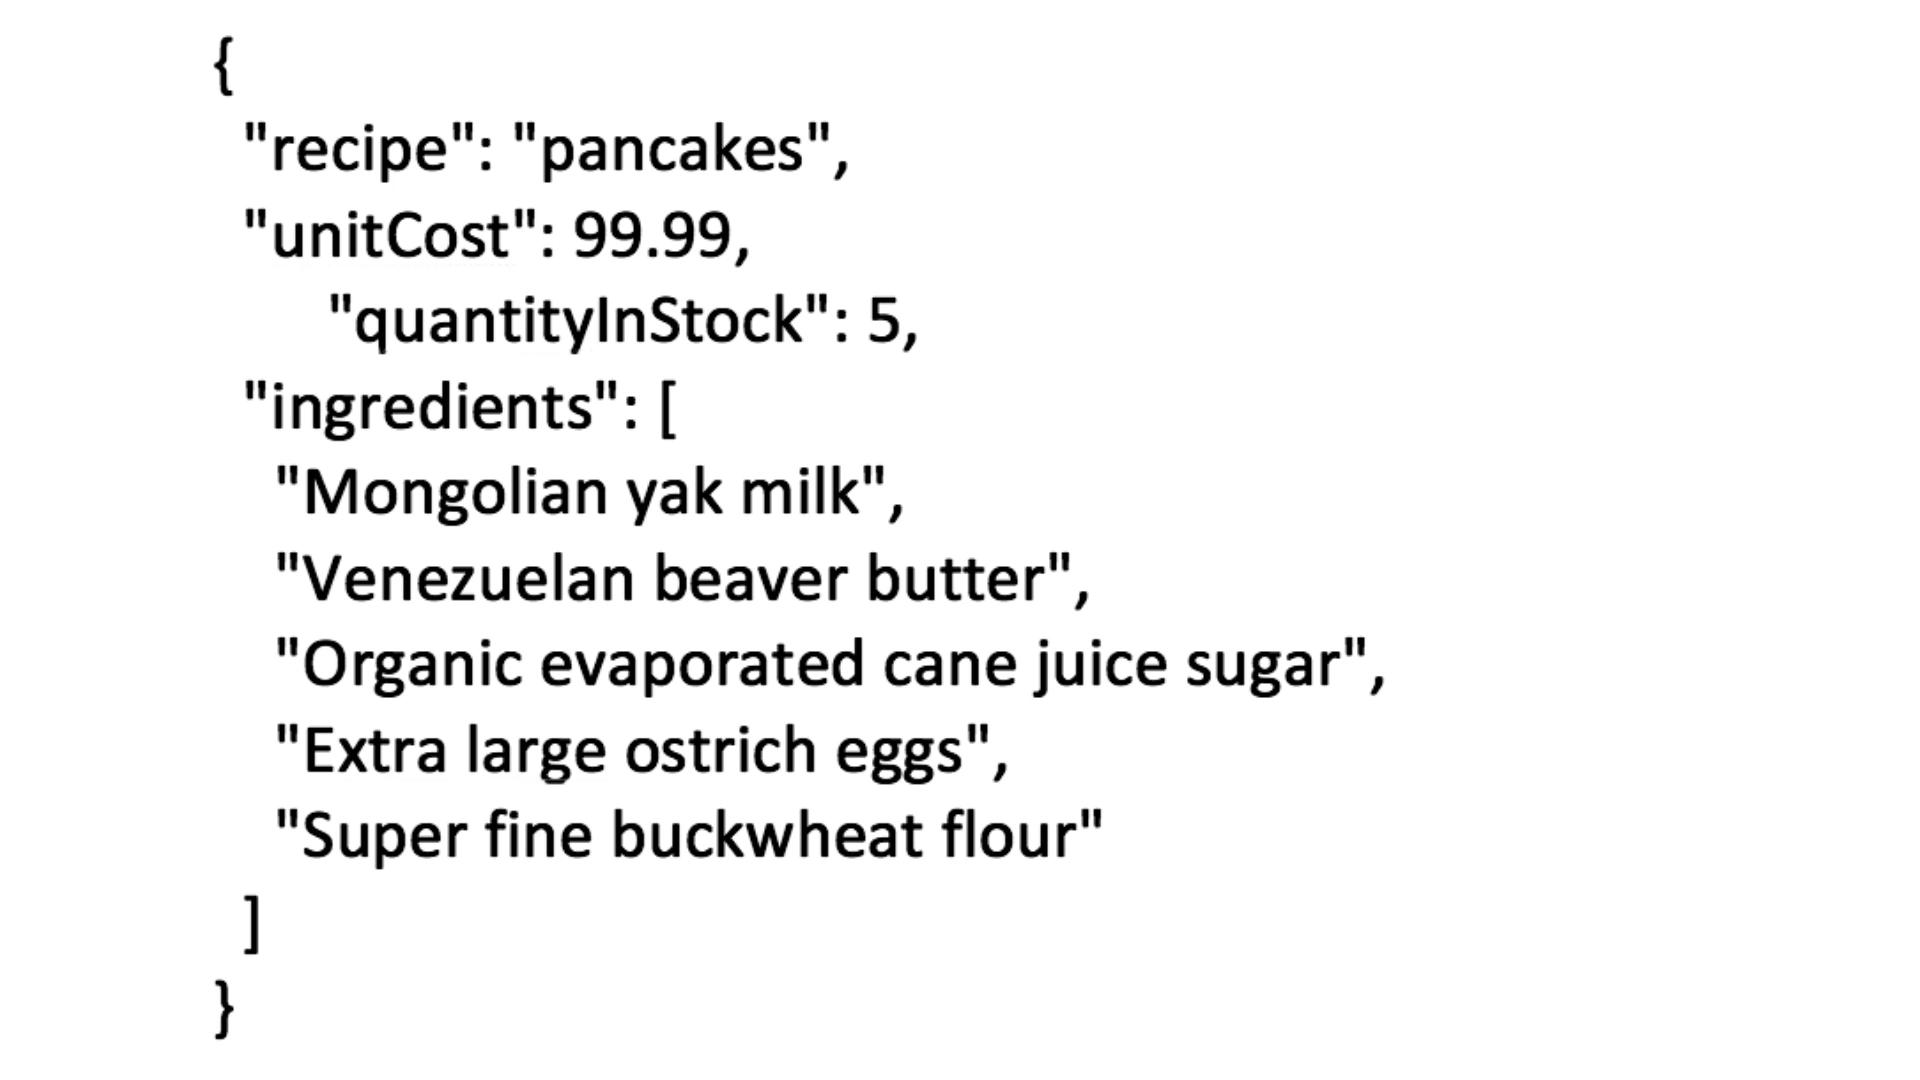 {
"recipe": "pancakes",
"unitCost": 99.99,
"quantityInStock": 5,
"ingredients": [
"Mongolian yak milk",
"Venezuelan beaver butter",
"Organic evaporated cane juice sugar",
"Extra large ostrich eggs",
"Super fine buckwheat flour"
]
}